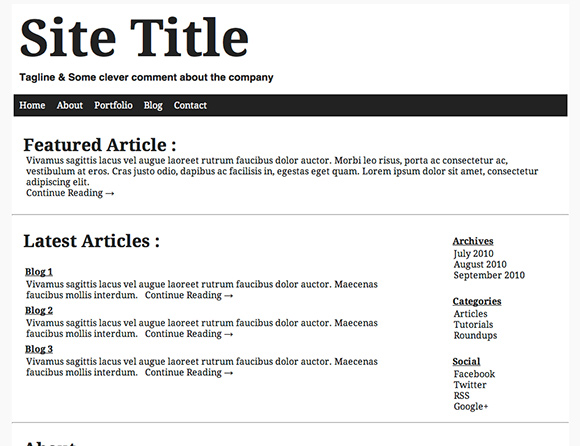 Site Title
Tagline & Some clever comment about the company
Home About Portfolio Blog Contact
Featured Article :
Vivamus sagittis lacus vel augue laoreet rutrum faucibus dolor auctor. Morbi leo risus, porta ac consectetur ac,
vestibulum at eros. Cras justo odio, dapibus ac facilisis in, egestas eget quam. Lorem ipsum dolor sit amet, consectetur
adipiscing elit.
Continue Reading →
Latest Articles :
Blog 1
Vivamus sagittis lacus vel augue laoreet rutrum faucibus dolor auctor. Maecenas
faucibus mollis interdum. Continue Reading →
Blog 2
Vivamus sagittis lacus vel augue laoreet rutrum faucibus dolor auctor. Maecenas
faucibus mollis interdum. Continue Reading →
Blog 3
Vivamus sagittis lacus vel augue laoreet rutrum faucibus dolor auctor. Maecenas
faucibus mollis interdum. Continue Reading →
Archives
July 2010
August 2010
September 2010
Categories
Articles
Tutorials
Roundups
Social
Facebook
Twitter
RSS
Google+